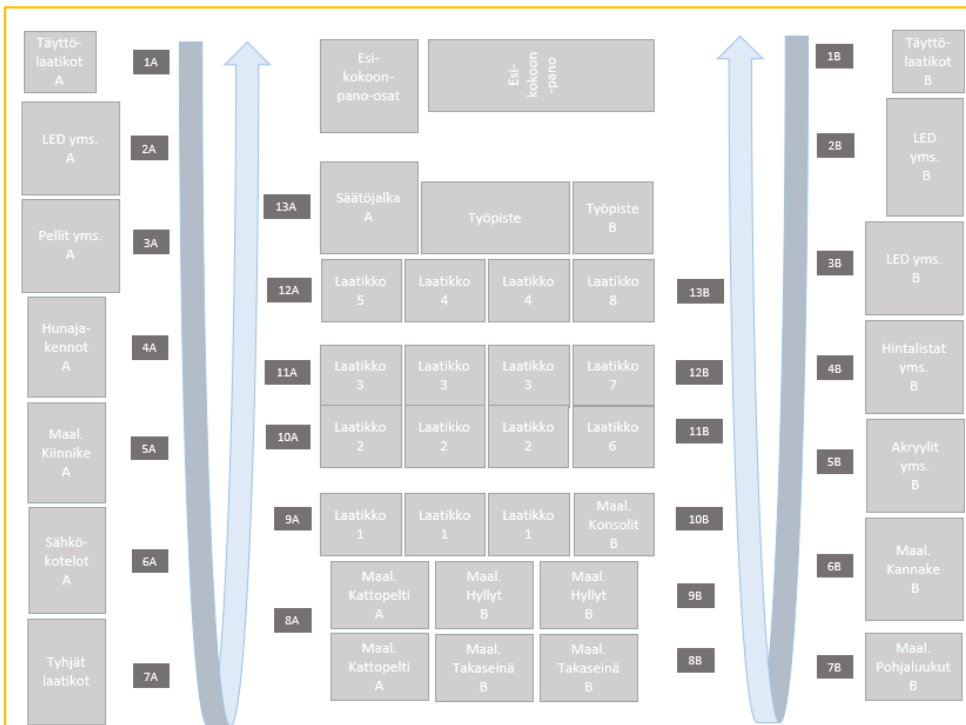 Täyttö-
laatikot
A
1A
LED yms.
A
2A
Pellit yms.
A
3A
Hunaja-
kennot
A
4A
Maal.
Kiinnike
A
5A
Sähkö-
kotelot
A
6A
Tyhjät
laatikot
7A
Esi-
kokoon-
pano-osat
Esi-
kokoon
-pano
13A
Säätöjalka
A
Työpiste
Työpiste
B
12A
Laatikko
5
Laatikko
4
Laatikko
4
Laatikko
8
13B
11A
Laatikko
3
Laatikko
3
Laatikko
3
Laatikko
7
12B
10A
Laatikko
2
Laatikko
2
Laatikko
2
Laatikko
6
11B
9A
Laatikko
1
Laatikko
1
Laatikko
1
Maal.
Konsolit
B
10B
8A
Maal.
Kattopelti
A
Maal.
Hyllyt
B
Maal.
Hyllyt
B
9B
Maal.
Kattopelti
A
Maal.
Takaseinä
B
Maal.
Takaseinä
B
8B
1B
Täyttö-
laatikot
B
2B
LED
yms.
B
3B
LED yms.
B
4B
Hintalistat
yms.
B
5B
Akryylit
yms.
B
6B
Maal.
Kannake
B
7B
Maal.
Pohjaluukut
B